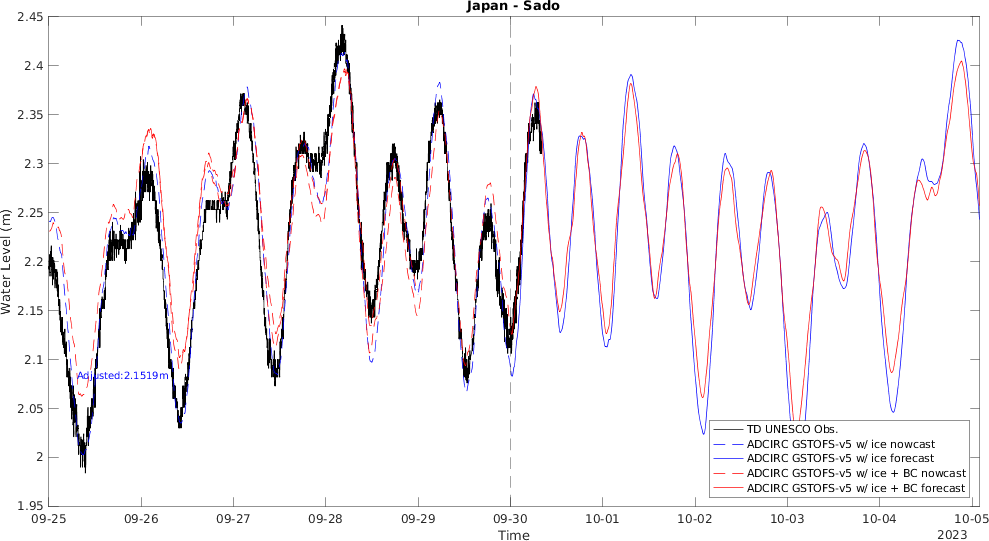 Japan - Sado
2.45
2.4
2.35
2.3
2.25
2.2
2.15
2.1
2.05
2
1.95
Water Level (m)
Adjusted:2.1519m
TD UNESCO Obs.
ADCIRC GSTOFS-v5 w/ ice nowcast
ADCIRC GSTOFS-v5 w/ ice forecast
ADCIRC GSTOFS-v5 w/ ice + BC nowcast
ADCIRC GSTOFS-v5 w/ ice + BC forecast
09-25 09-26 09-27 09-28 09-29 09-30 10-01 10-02 10-03 10-04 10-05
Time
2023